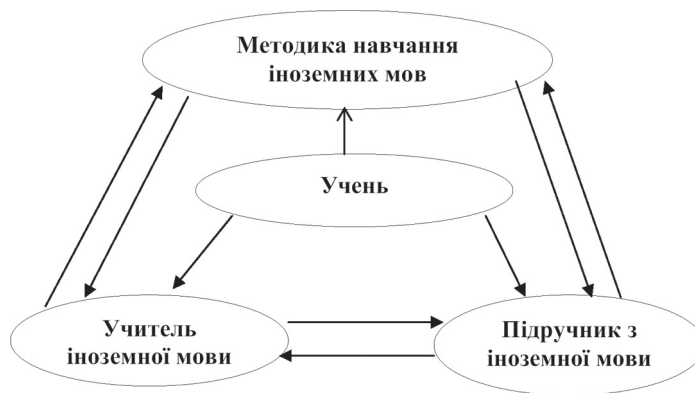 Методика навчання
іноземних мов
Учень
Учитель
іноземної мови
Підручник з
іноземної мови